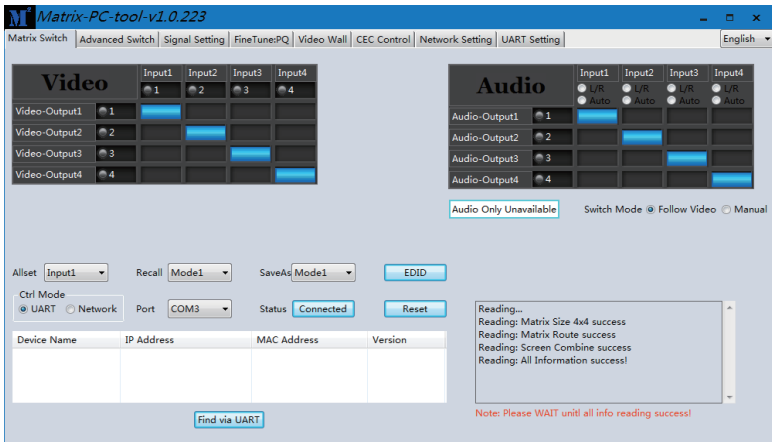 M Matrix-PC-tool-v1.0.223
Matrix Switch Advanced Switch Signal Setting FineTune:PQ Video Wall CEC Control Network Setting UART Setting English
Video Input1 Input2 Input3 Input4
1 2 3 4
Video-Output1 1
Video-Output2 2
Video-Output3 3
Video-Output4 4
Audio Input1 Input2 Input3 Input4
L/R L/R L/R L/R
Auto Auto Auto Auto
Audio-Output1 1
Audio-Output2 2
Audio-Output3 3
Audio-Output4 4
Audio Only Unavailable Switch Mode Follow Video Manual
Allset Input1 Recall Mode1 SaveAs Mode1 EDID
Ctrl Mode
UART Network Port COM3 Status Connected Reset
Device Name IP Address MAC Address Version
Find via UART
Reading...
Reading: Matrix Size 4x4 success
Reading: Matrix Route success
Reading: Screen Combine success
Reading: All Information success!
Note: Please WAIT unitl all info reading success!